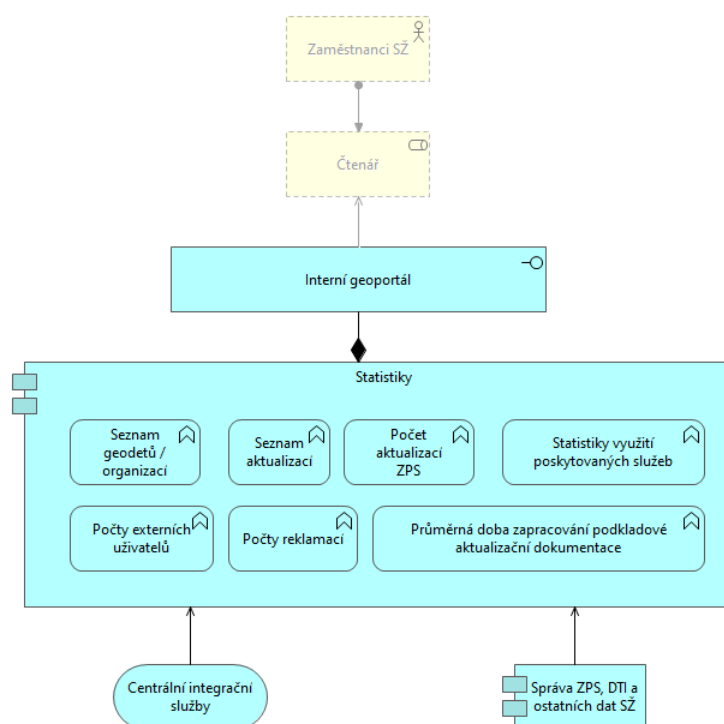 Zaměstnanci SŽ
Čtenář
Interní geoportál
Statistiky
Seznam
geodetů /
organizací
Seznam
aktualizací
Počet
aktualizací
ZPS
Statistiky využití
poskytovaných služeb
Počty externích
uživatelů
Počty reklamací
Průměrná doba zapracování podkladové
aktualizační dokumentace
Centrální integrační
služby
Správa ZPS, DTI a
ostatních dat SŽ